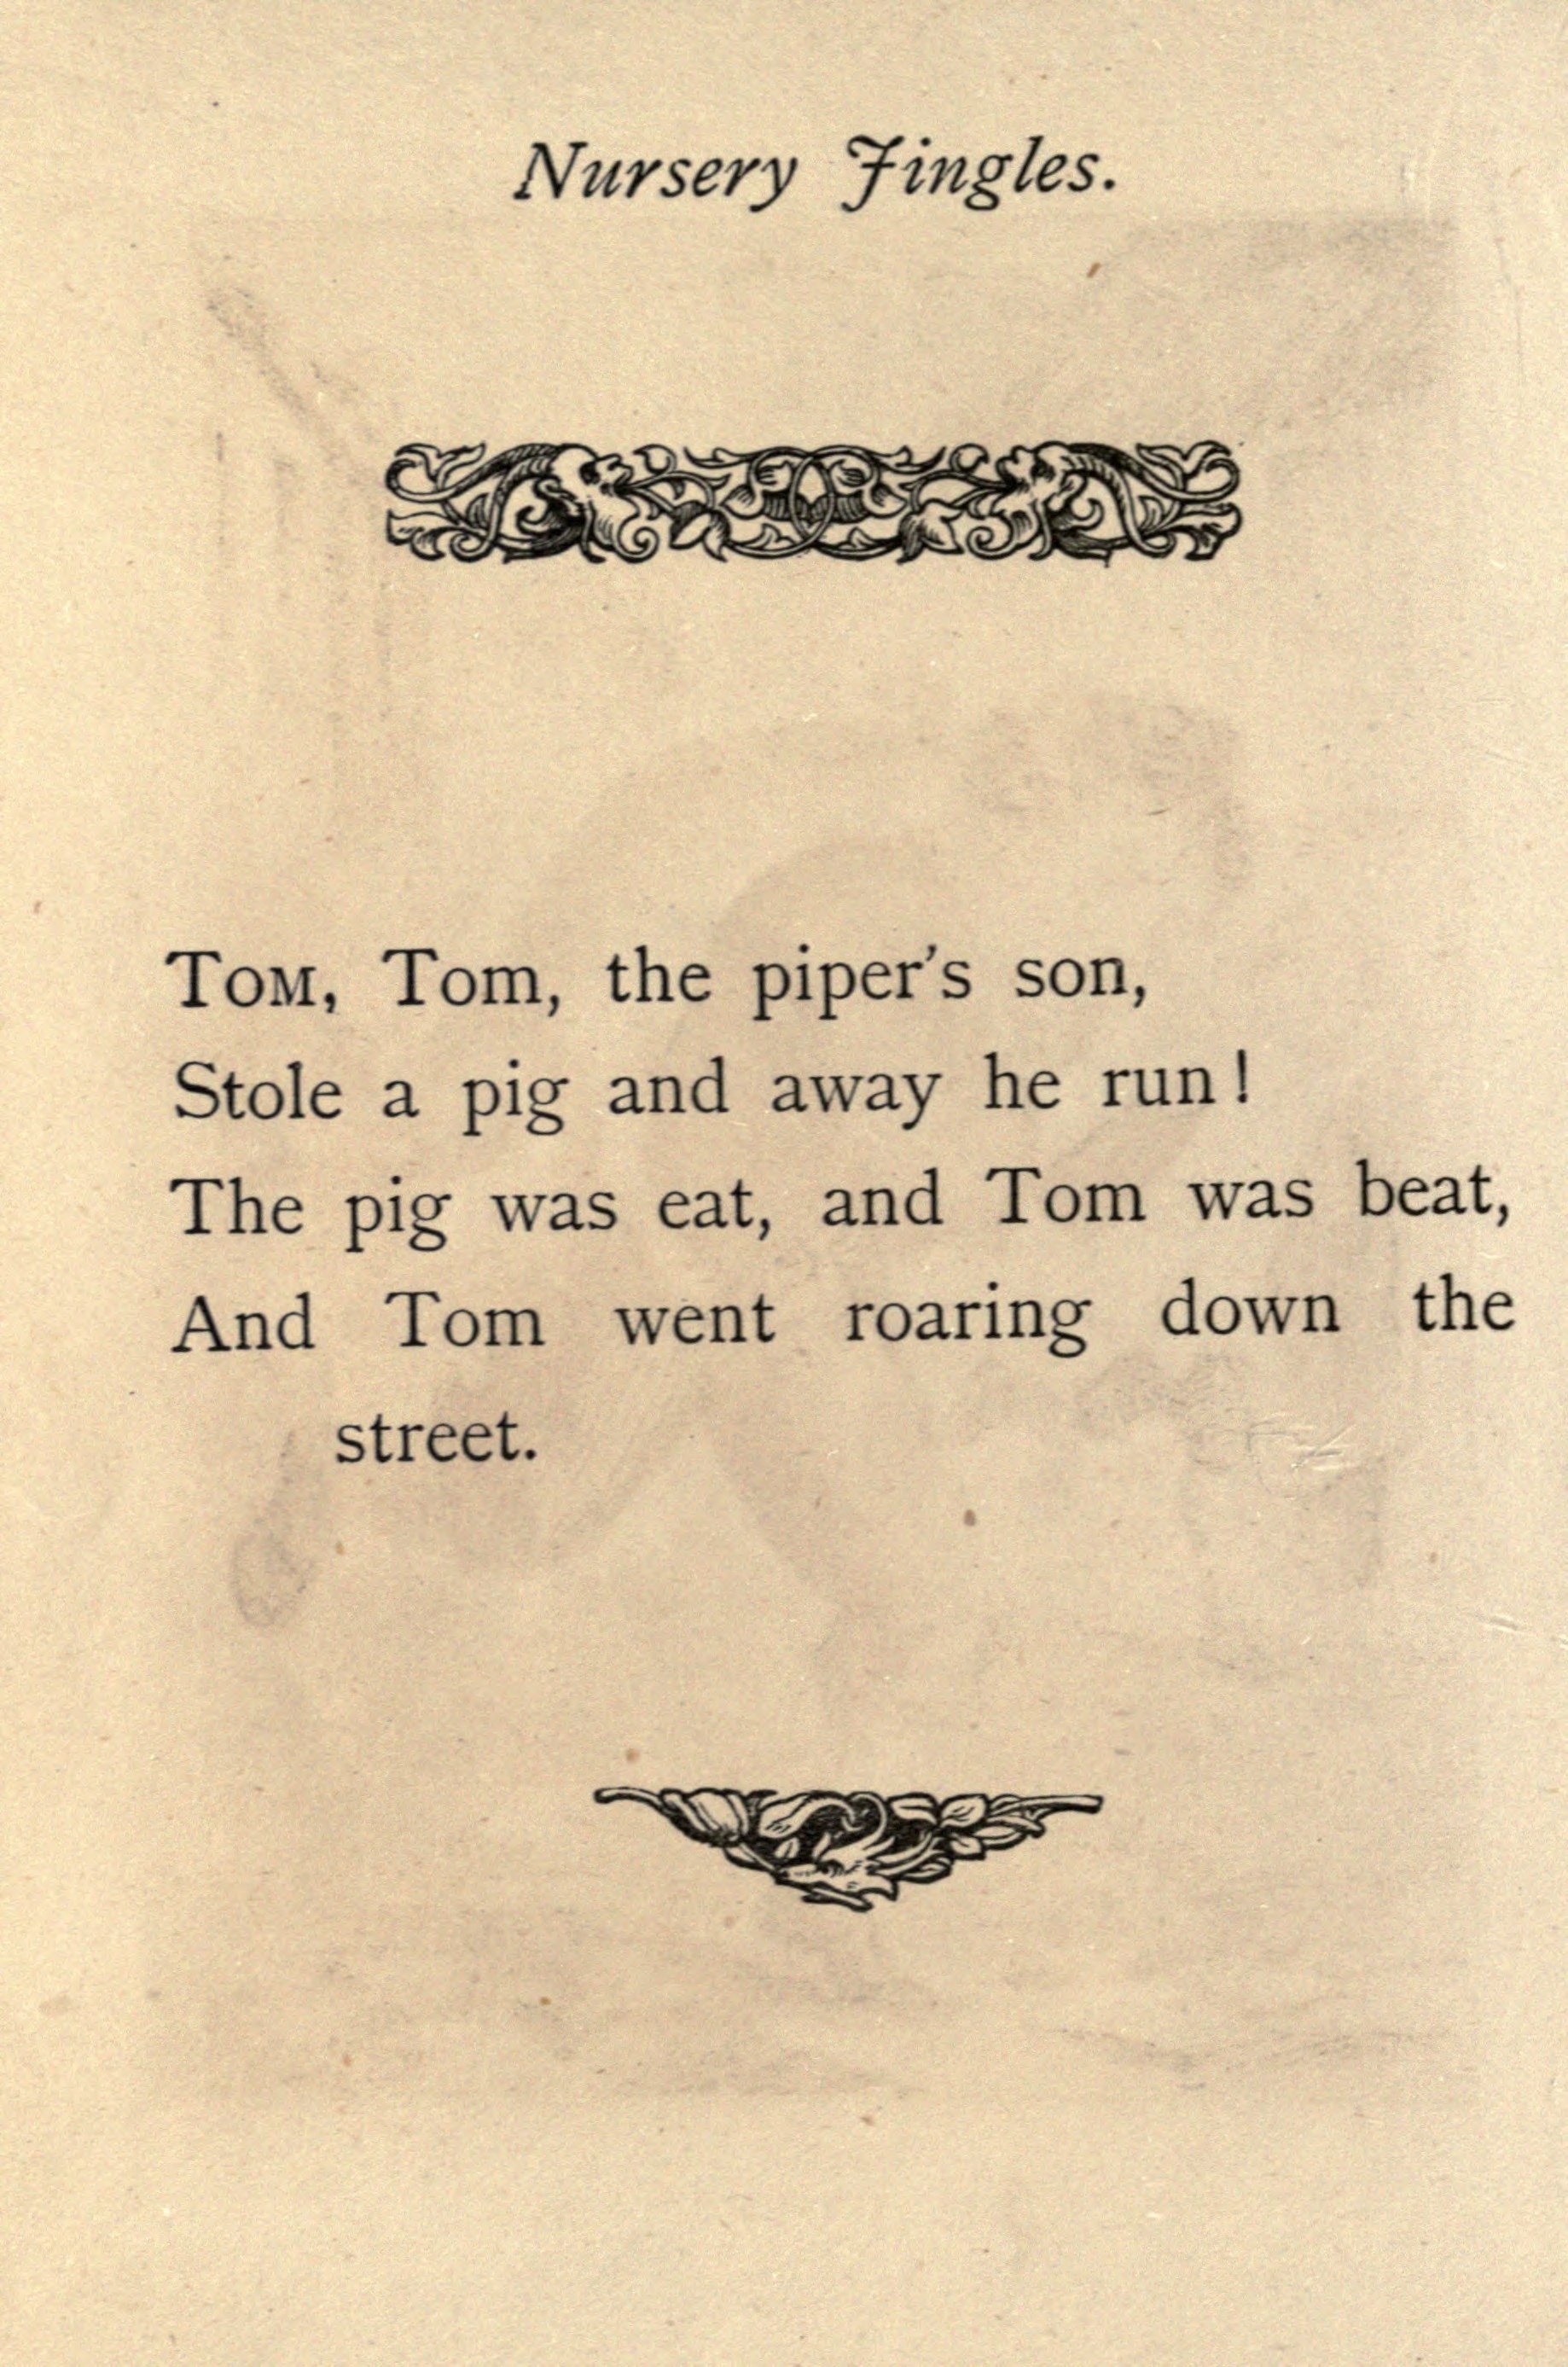 Nursery Jingles.
TOM, Tom, the piper's son,
Stole a pig and away he run!
The pig was eat, and Tom was beat,
And Tom went roaring down the
street.